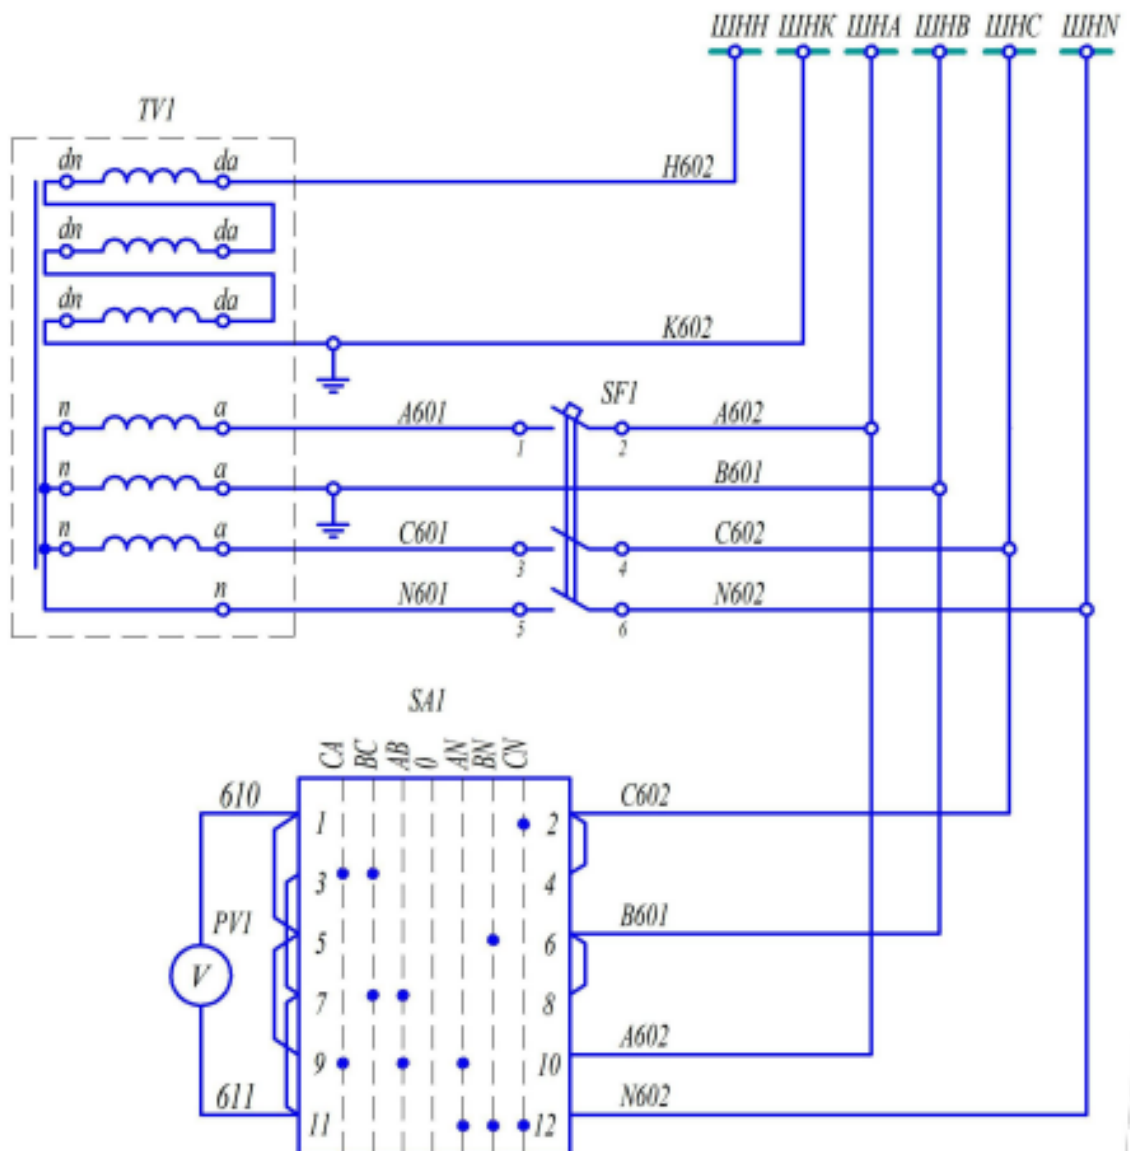 ШНН ШНК ШНА ШНВ ШНС ШНN
TV1
dn da
H602
dn da
dn da
K602
SF1
n a A601 A602
1 2
n a B601
n a C601 C602
3 4
n N601 N602
5 6
SA1
CA BC AB 0 AN BN CN
610 C602
1 2
3 4
PV1 B601
5 6
V
7 8
A602
9 10
611 N602
11 12